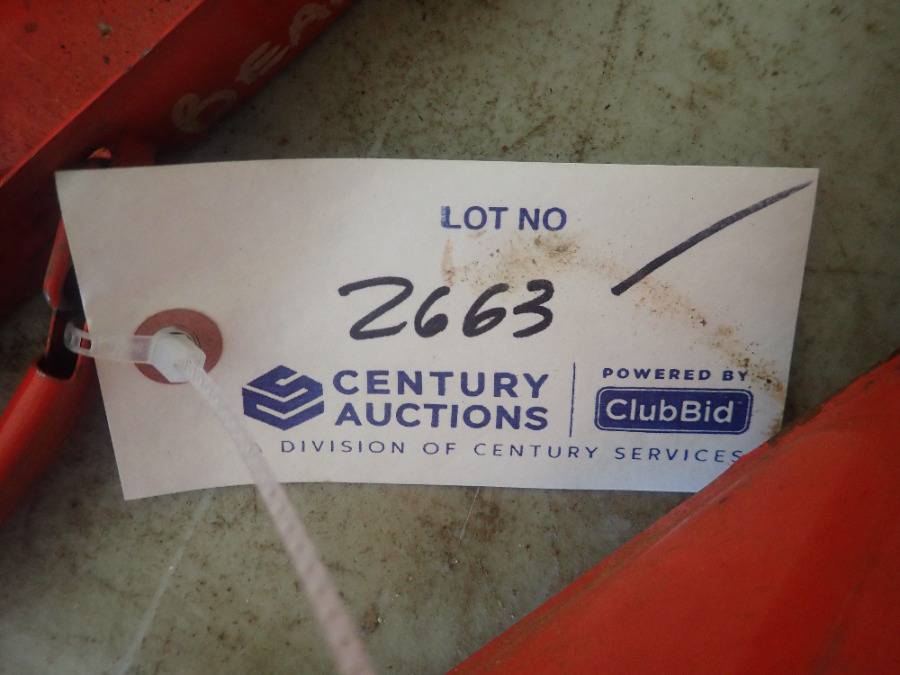 LOT NO
2663
CENTURY
AUCTIONS
POWERED BY
ClubBid
DIVISION OF CENTURY SERVICES